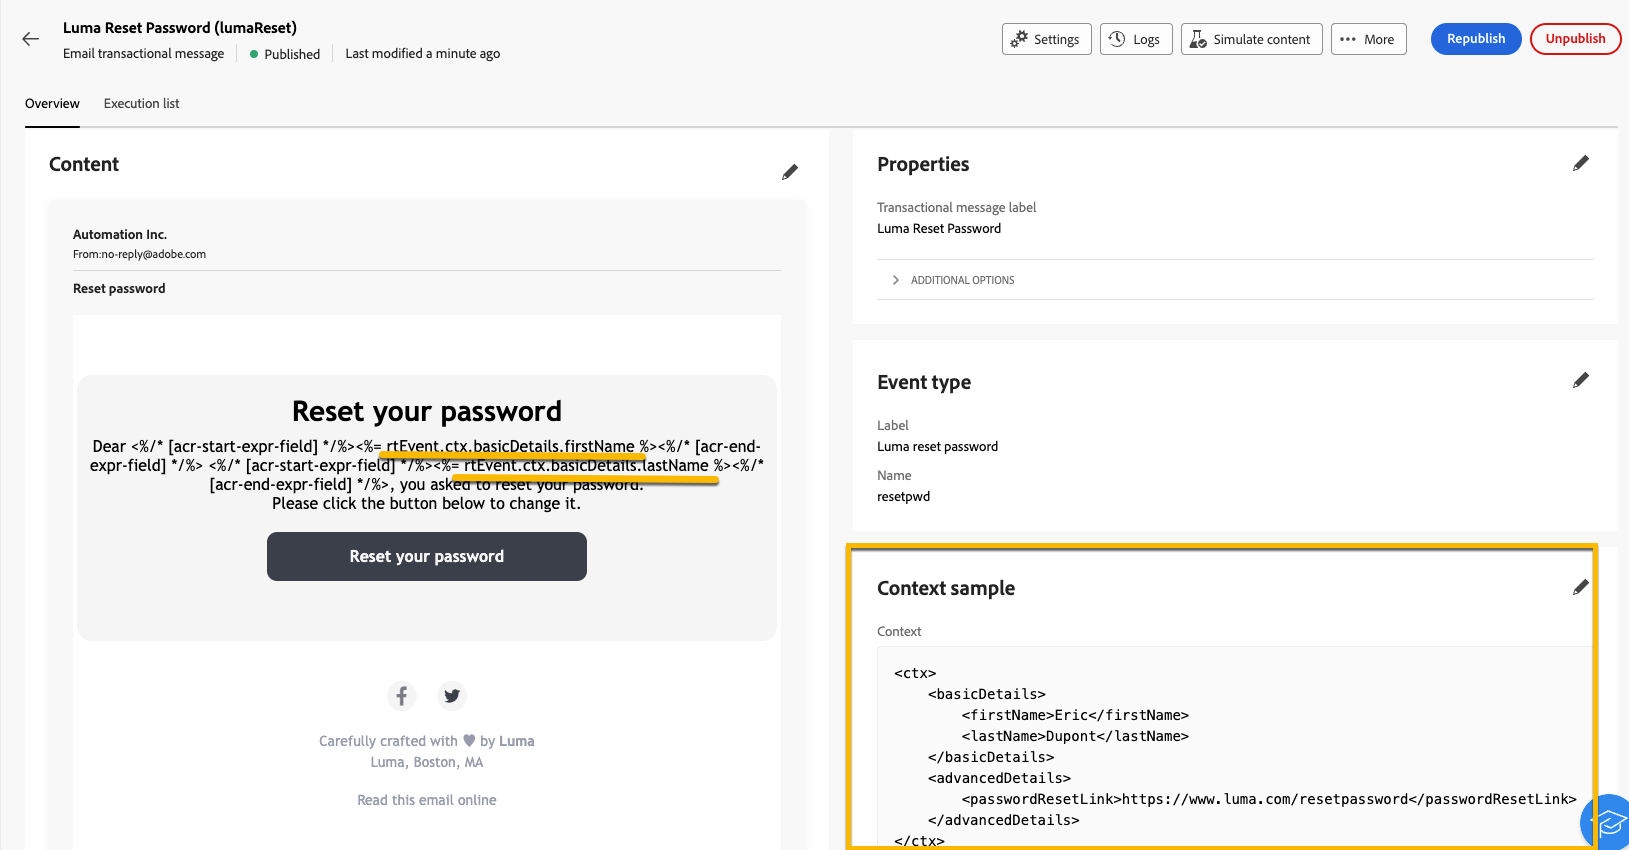 Luma Reset Password (lumaReset)
Email transactional message
Published
Last modified a minute ago
Settings
Logs
Simulate content
More
Republish
Unpublish
Overview
Execution list
Content
Automation Inc.
From:no-reply@adobe.com
Reset password
Reset your password
Dear <%/* [acr-start-expr-field] */%><%= rtEvent.ctx.basicDetails.firstName %><%/* [acr-end-
expr-field] */%> <%/* [acr-start-expr-field] */%><%= rtEvent.ctx.basicDetails.lastName %><%/*
[acr-end-expr-field] */%>, you asked to reset your password.
Please click the button below to change it.
Reset your password
Carefully crafted with ♥ by Luma
Luma, Boston, MA
Read this email online
Properties
Transactional message label
Luma Reset Password
ADDITIONAL OPTIONS
Event type
Label
Luma reset password
Name
resetpwd
Context sample
Context
<ctx>
<basicDetails>
<firstName>Eric</firstName>
<lastName>Dupont</lastName>
</basicDetails>
<advancedDetails>
<passwordResetLink>https://www.luma.com/resetpassword</passwordResetLink>
</advancedDetails>
</ctx>